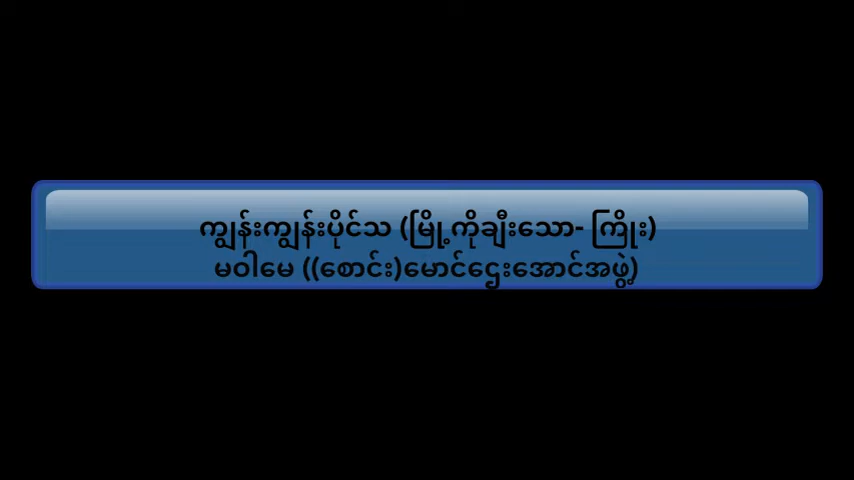 ကျွန်းကျွန်းပိုင်သ (မြို့ကိုချီးသော- ကြိုး)
မဝါမေ ((စောင်း)မောင်ဌေးအောင်အဖွဲ့)